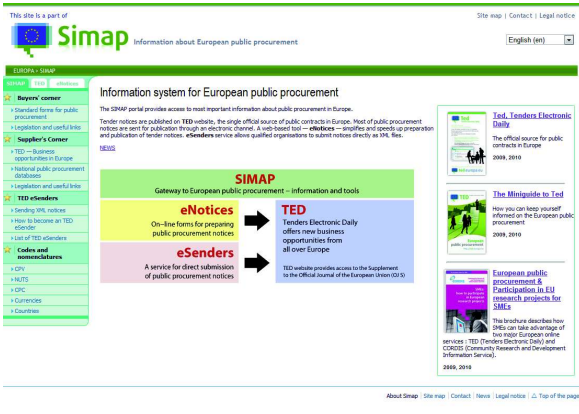 This site is a part of
Site map | Contact | Legal notice
Simap Information about European public procurement
English (en)
EUROPA > SIMAP
SIMAP TED eNotices
Buyers' corner
Standard forms for public
procurement
Legislation and useful links
Supplier's Corner
TED — Business
opportunities in Europe
National public procurement
databases
Legislation and useful links
TED eSenders
Sending XML notices
How to become an TED
eSender
List of TED eSenders
Codes and
nomenclatures
CPV
NUTS
CPC
Currencies
Countries
Information system for European public procurement
The SIMAP portal provides access to most important information about public procurement in Europe.
Tender notices are published on TED website, the single official source of public contracts in Europe. Most of public procurement
notices are sent for publication through an electronic channel. A web-based tool — eNotices — simplifies and speeds up preparation
and publication of tender notices. eSenders service allows qualified organisations to submit notices directly as XML files.
NEWS
SIMAP
Gateway to European public procurement – information and tools
eNotices
On–line forms for preparing
public procurement notices
eSenders
A service for direct submission
of public procurement notices
TED
Tenders Electronic Daily
offers new business
opportunities from
all over Europe
TED website provides access to the Supplement
to the Official Journal of the European Union (OJ S)
Ted, Tenders Electronic
Daily
The official source for public
contracts in Europe
2009, 2010
The Miniguide to Ted
How you can keep yourself
informed on the European public
procurement
2009, 2010
European public
procurement &
Participation in EU
research projects for
SMEs
This brochure describes how
SMEs can take advantage of
two major European online
services : TED (Tenders Electronic Daily) and
CORDIS (Community Research and Development
Information Service).
2009, 2010
About Simap | Site map | Contact | News | Legal notice | Top of the page